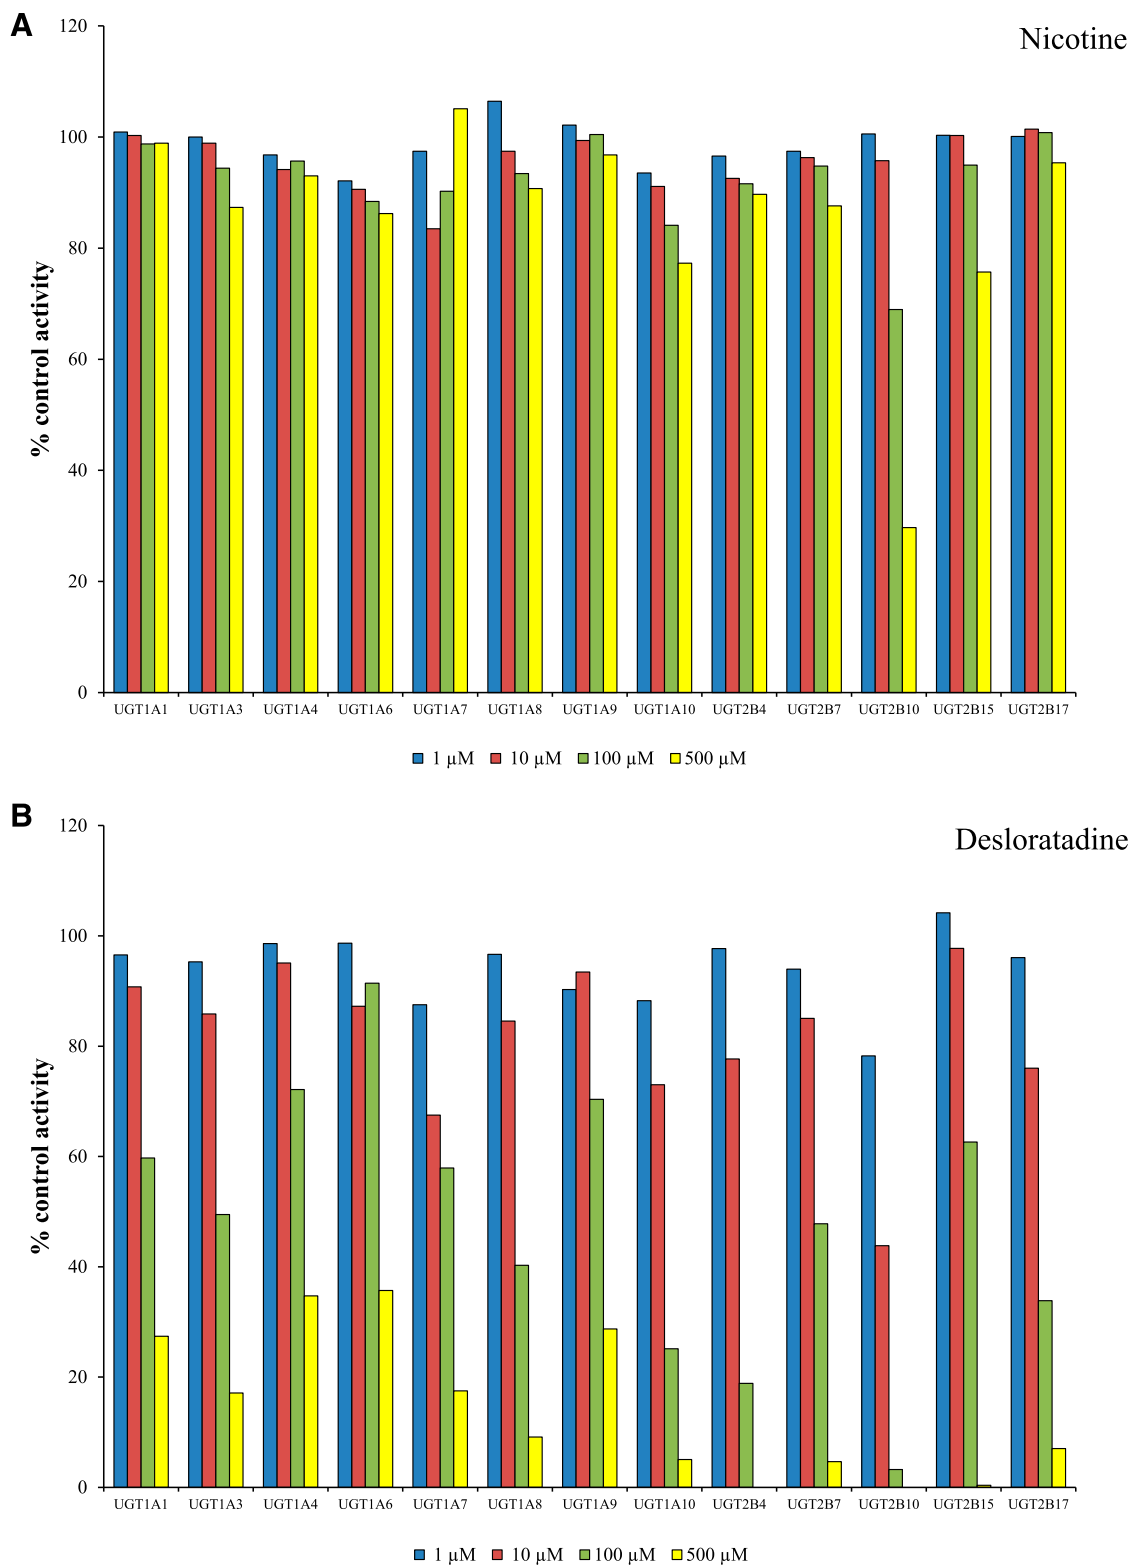 A
Nicotine
120
100
80
60
40
20
0
% control activity
UGT1A1 UGT1A3 UGT1A4 UGT1A6 UGT1A7 UGT1A8 UGT1A9 UGT1A10 UGT2B4 UGT2B7 UGT2B10 UGT2B15 UGT2B17
1 µM 10 µM 100 µM 500 µM
B
Desloratadine
120
100
80
60
40
20
0
% control activity
UGT1A1 UGT1A3 UGT1A4 UGT1A6 UGT1A7 UGT1A8 UGT1A9 UGT1A10 UGT2B4 UGT2B7 UGT2B10 UGT2B15 UGT2B17
1 µM 10 µM 100 µM 500 µM